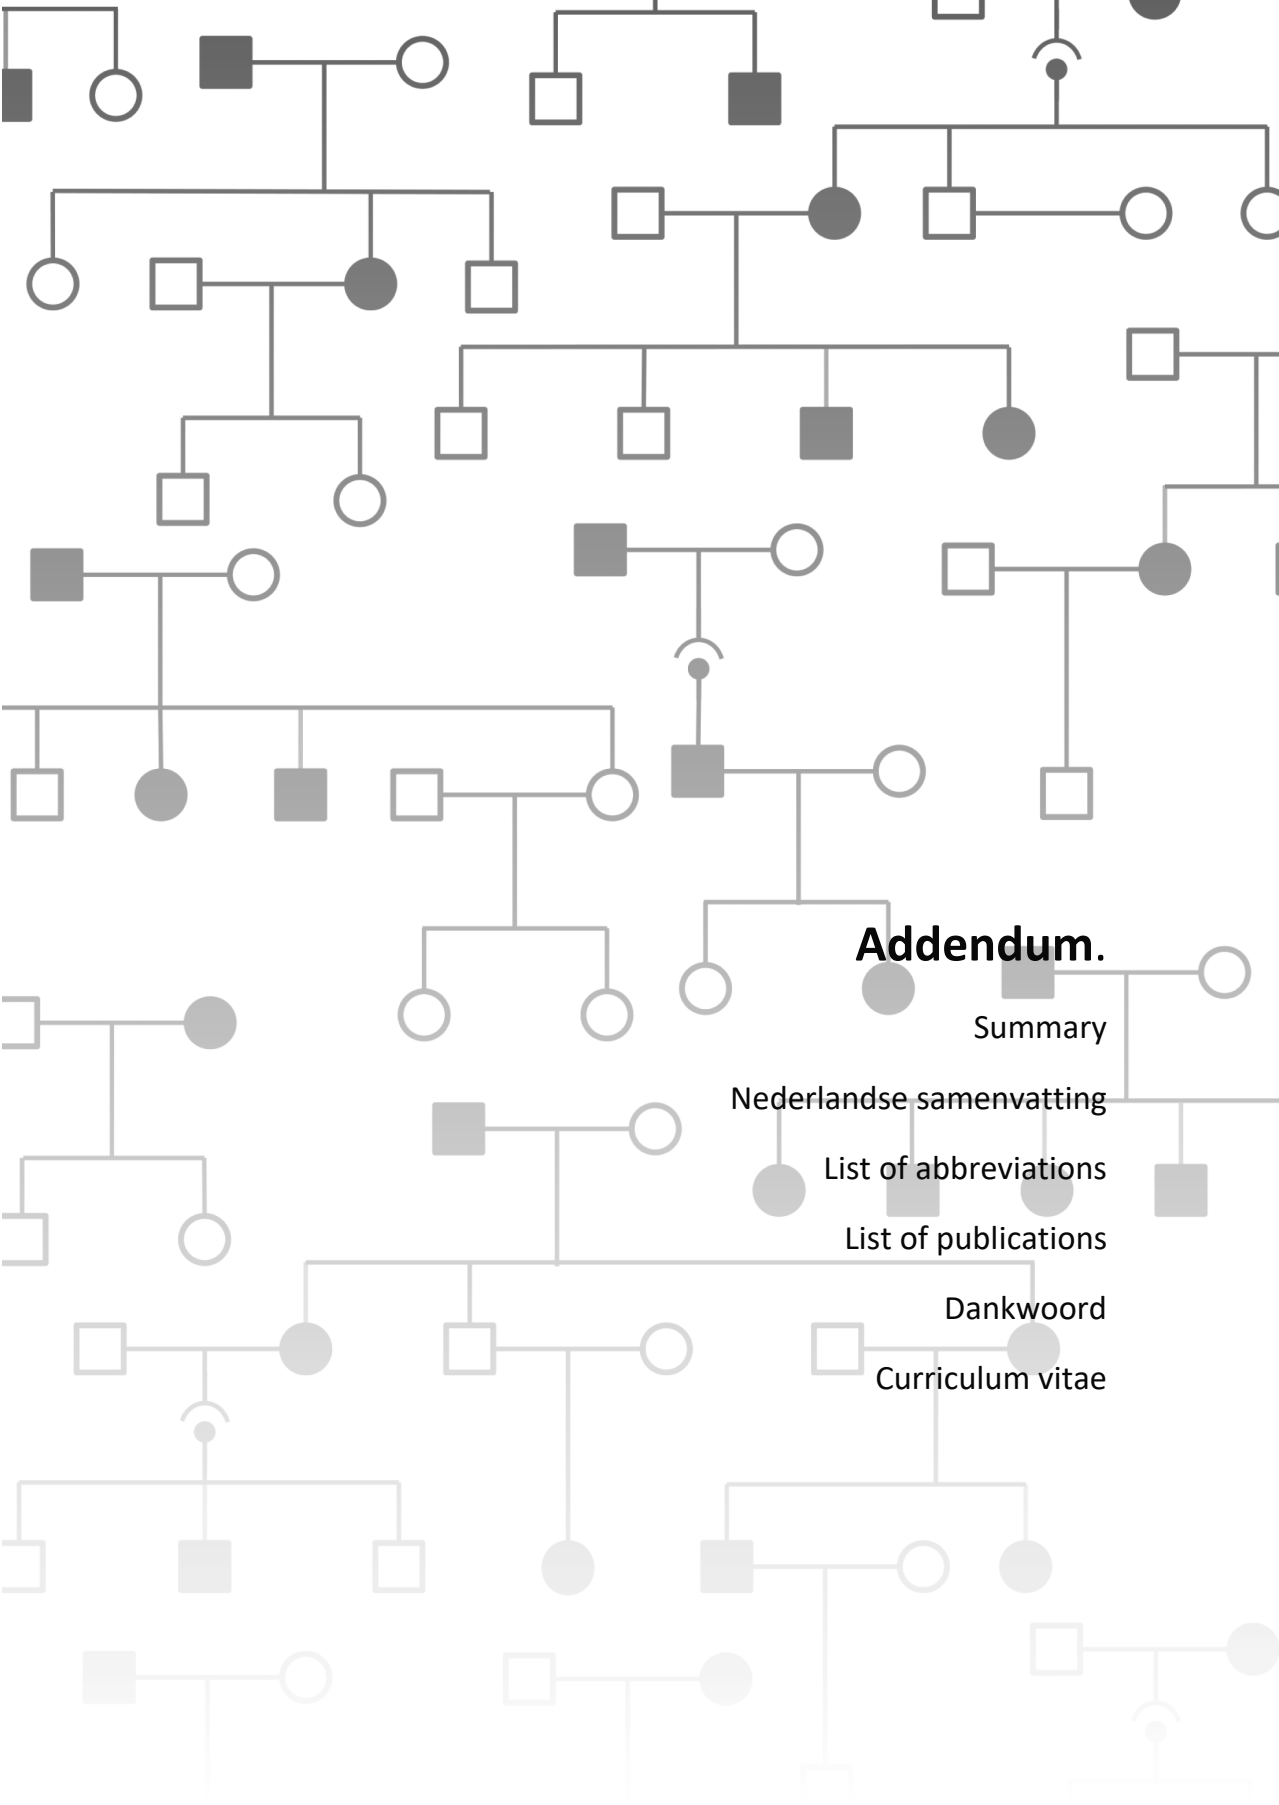 Addendum.
Summary
Nederlandse samenvatting
List of abbreviations
List of publications
Dankwoord
Curriculum vitae